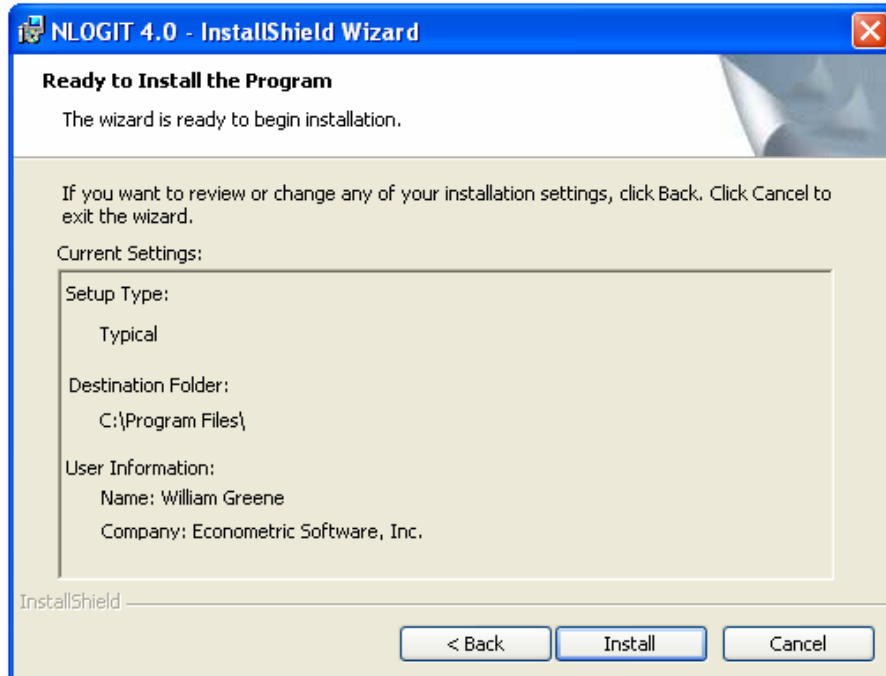 NLOGIT 4.0 - InstallShield Wizard
Ready to Install the Program
The wizard is ready to begin installation.
If you want to review or change any of your installation settings, click Back. Click Cancel to
exit the wizard.
Current Settings:
Setup Type:
Typical
Destination Folder:
C:\Program Files\
User Information:
Name: William Greene
Company: Econometric Software, Inc.
InstallShield
< Back
Install
Cancel